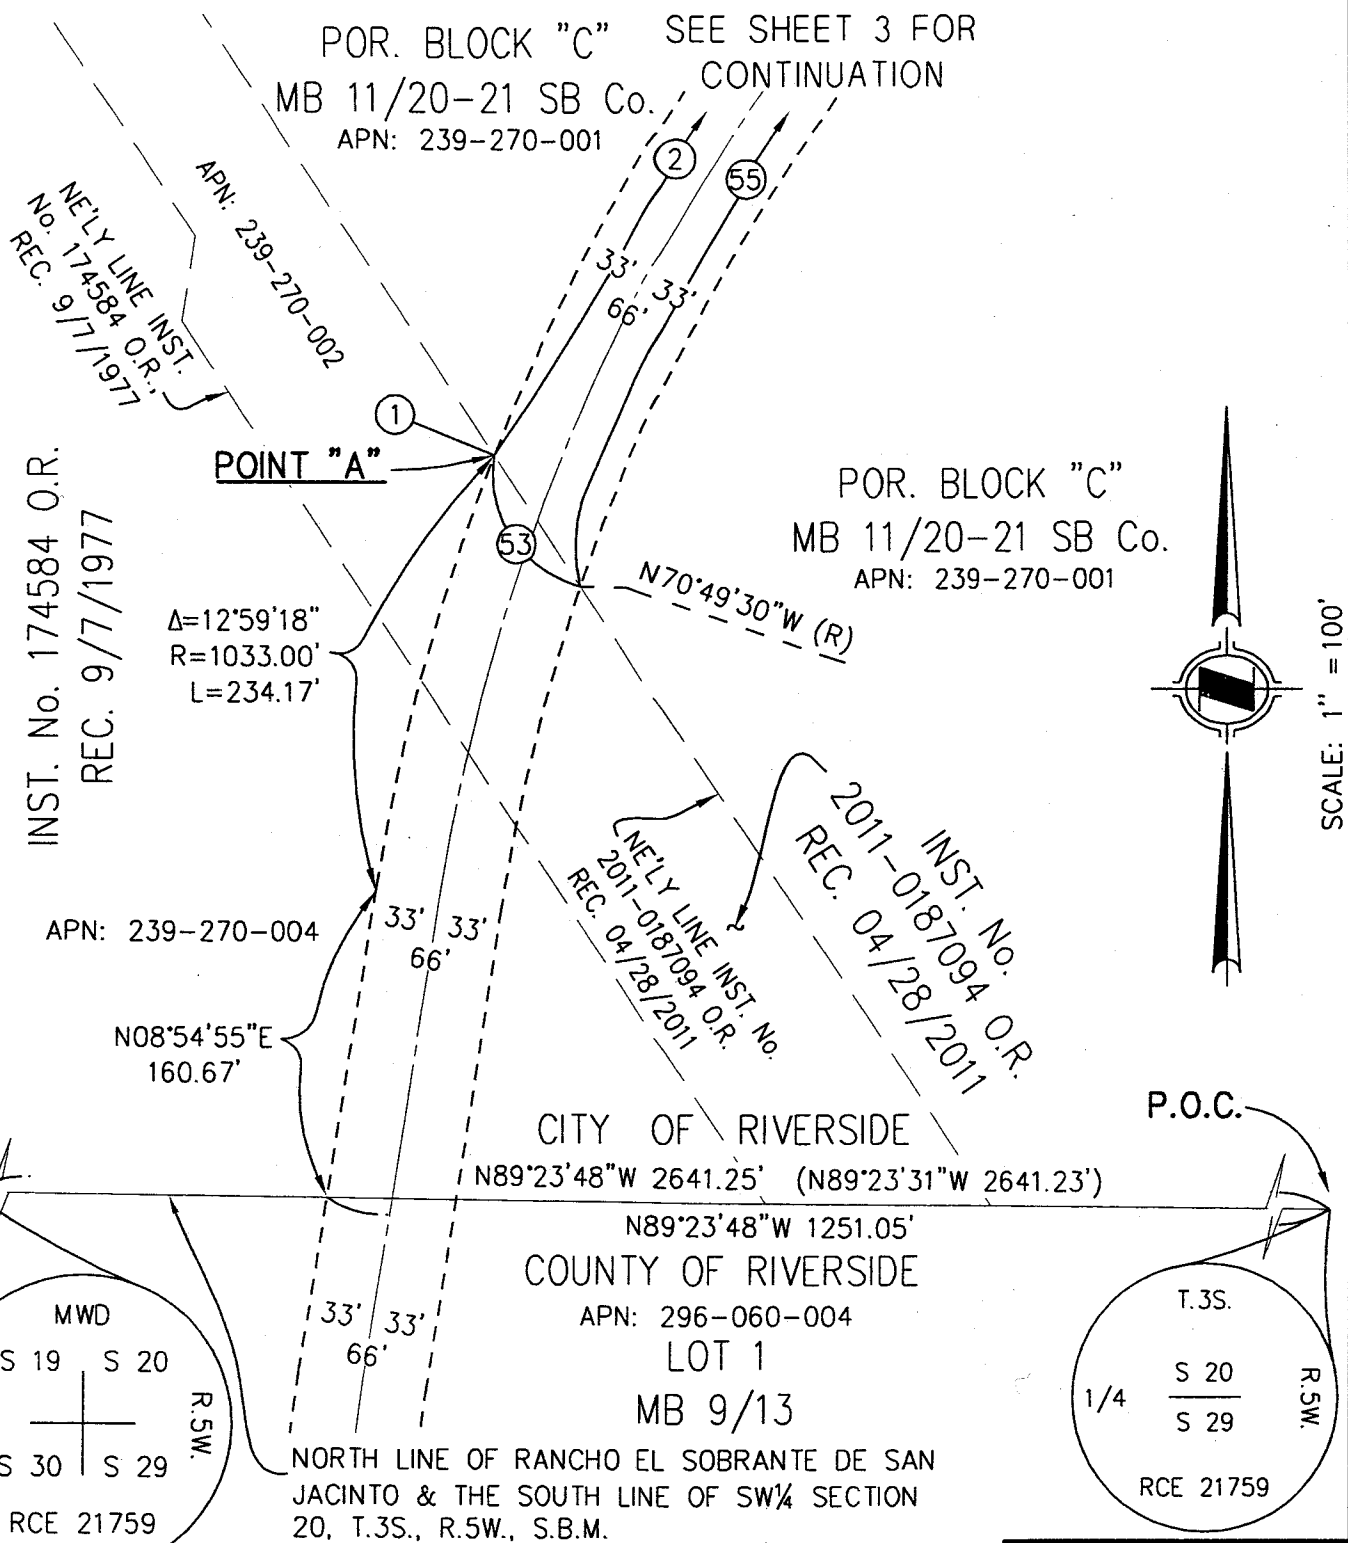 POR. BLOCK "C"
MB 11/20-21 SB Co.
APN: 239-270-001
SEE SHEET 3 FOR
CONTINUATION
2
55
33' 33'
66'
APN: 239-270-002
NE'LY LINE INST.
No. 174584 O.R.,
REC. 9/7/1977
1
POINT "A"
53
INST. No. 174584 O.R.
REC. 9/7/1977
POR. BLOCK "C"
MB 11/20-21 SB Co.
APN: 239-270-001
N70°49'30"W (R)
Δ=12°59'18"
R=1033.00'
L=234.17'
SCALE: 1" = 100'
NE'LY LINE INST. No.
2011-0187094 O.R.
REC. 04/28/2011
INST. No.
2011-0187094 O.R.
REC. 04/28/2011
APN: 239-270-004
33' 33'
66'
N08°54'55"E
160.67'
P.O.C.
CITY OF RIVERSIDE
N89°23'48"W 2641.25' (N89°23'31"W 2641.23')
N89°23'48"W 1251.05'
COUNTY OF RIVERSIDE
APN: 296-060-004
LOT 1
MB 9/13
33' 33'
66'
MWD
S 19 S 20
R.5W.
S 30 S 29
RCE 21759
T.3S.
S 20
1/4
S 29
R.5W.
RCE 21759
NORTH LINE OF RANCHO EL SOBRANTE DE SAN
JACINTO & THE SOUTH LINE OF SW¼ SECTION
20, T.3S., R.5W., S.B.M.